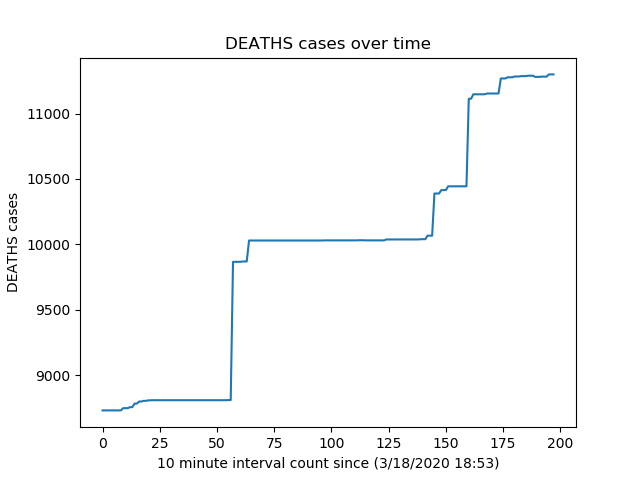 DEATHS cases over time
DEATHS cases
11000
10500
10000
9500
9000
0 25 50 75 100 125 150 175 200
10 minute interval count since (3/18/2020 18:53)